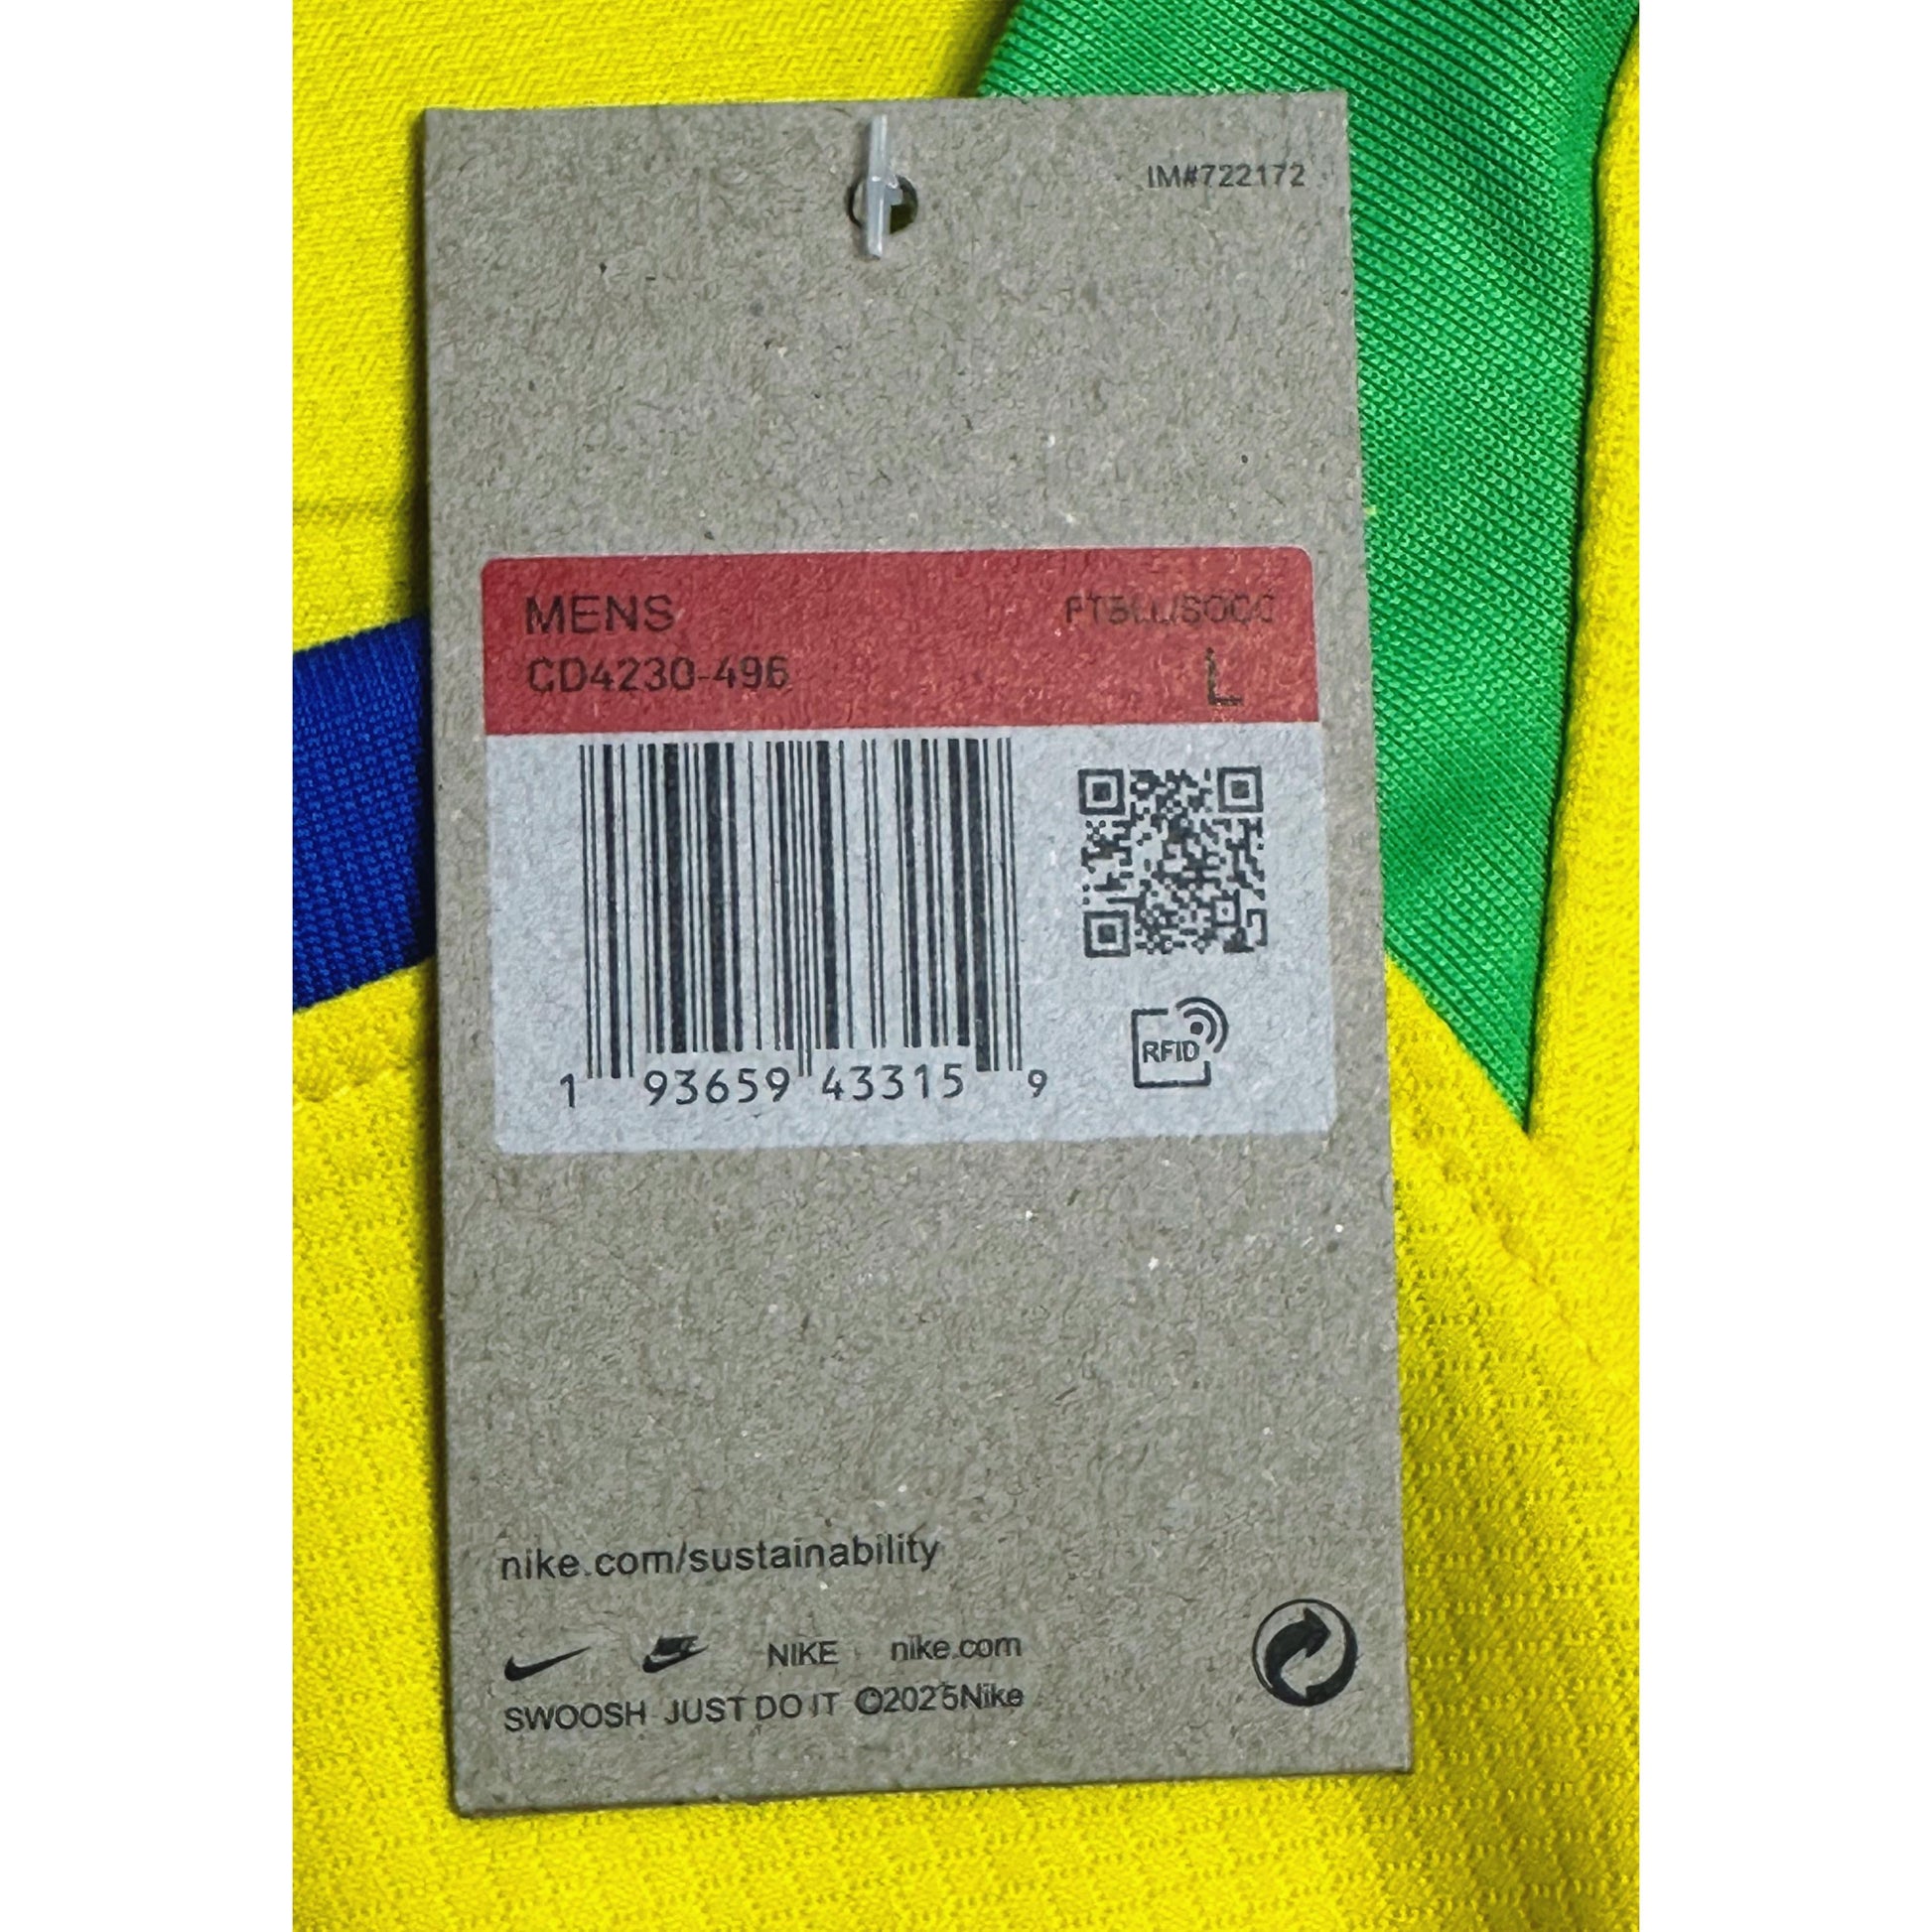 IM#722172
MENS FTBLL/SOCC
CD4230-496 L
1 93659 43315 9
RFID
nike.com/sustainability
NIKE nike.com
SWOOSH JUST DO IT ©2025Nike